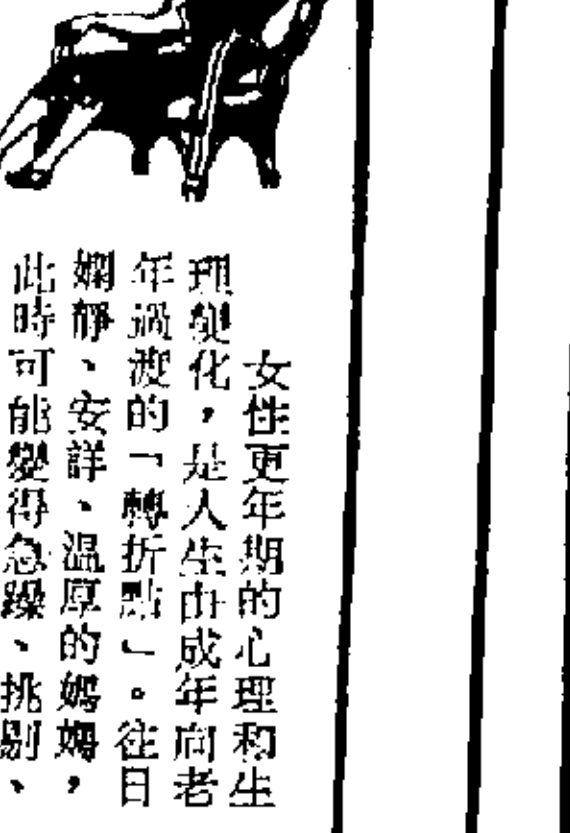 女性更年期的心理和生
理變化，是人生由成年向老
年過渡的「轉折點」。往日
嫻靜、安詳、溫厚的媽媽，
此時可能變得急躁、挑剔、